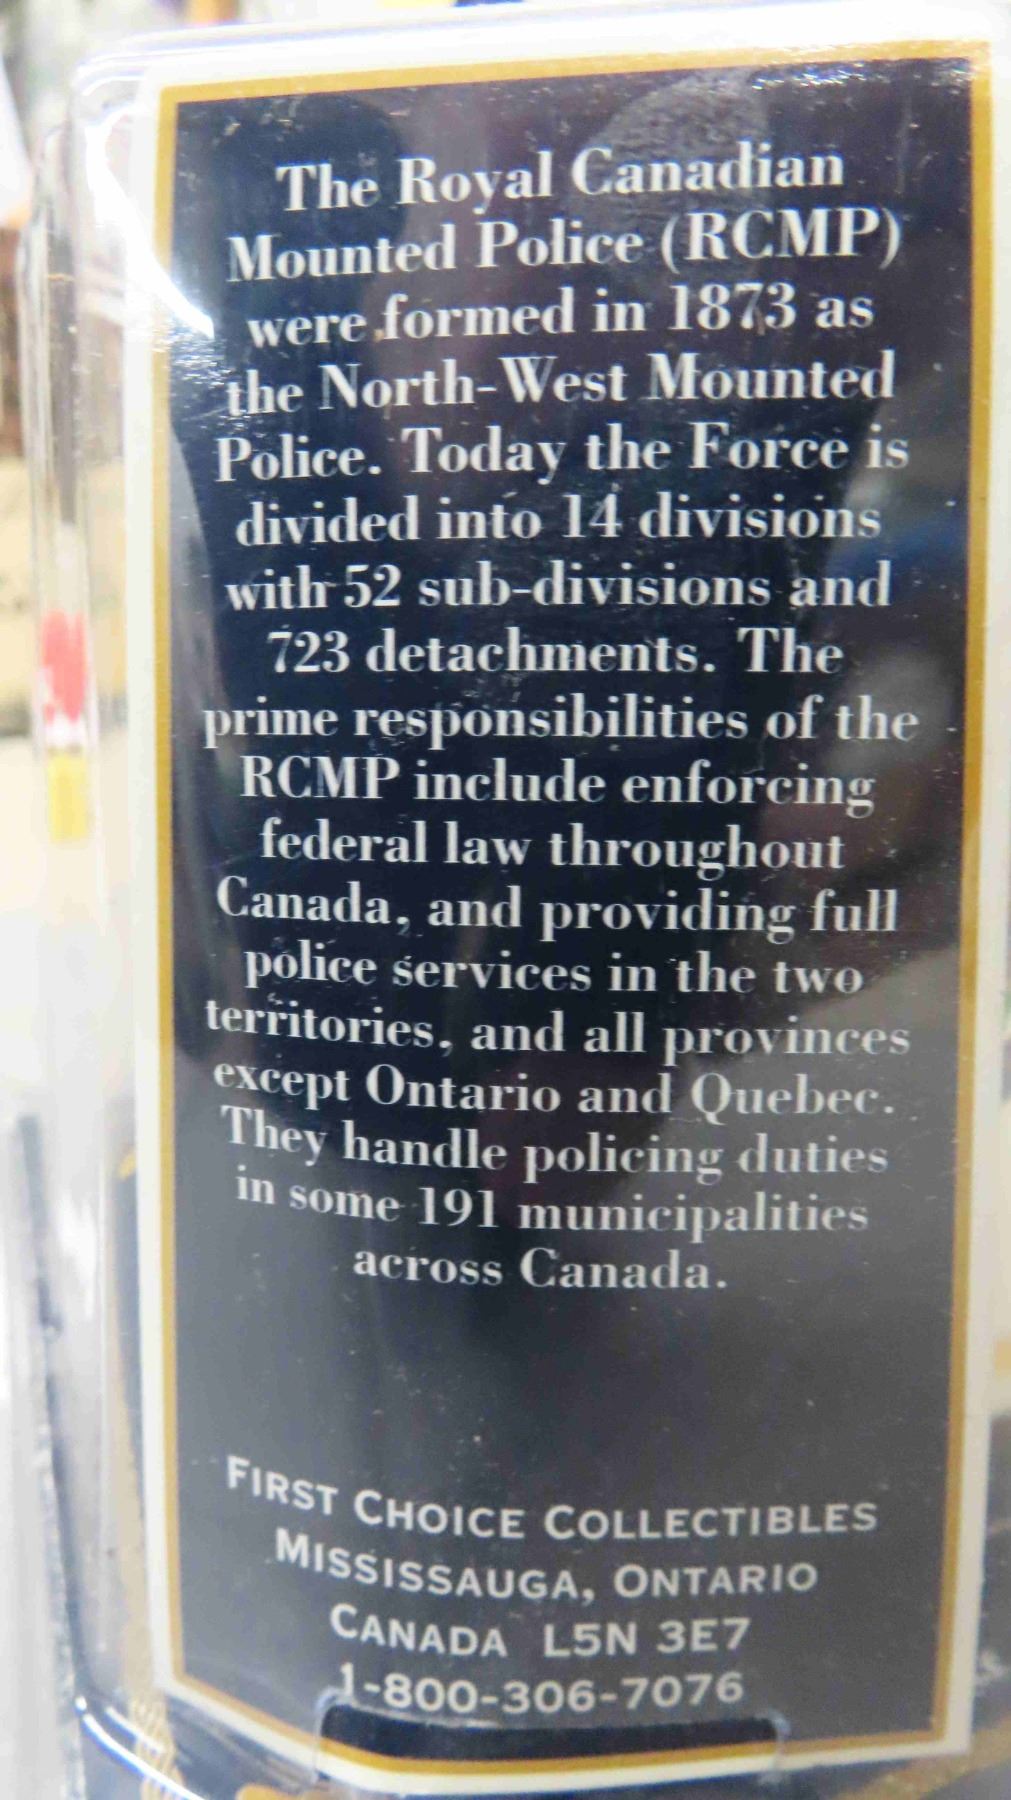 The Royal Canadian
Mounted Police (RCMP)
were formed in 1873 as
the North-West Mounted
Police. Today the Force is
divided into 14 divisions
with 52 sub-divisions and
723 detachments. The
prime responsibilities of the
RCMP include enforcing
federal law throughout
Canada, and providing full
police services in the two
territories, and all provinces
except Ontario and Quebec.
They handle policing duties
in some 191 municipalities
across Canada.
FIRST CHOICE COLLECTIBLES
MISSISSAUGA, ONTARIO
CANADA L5N 3E7
1-800-306-7076